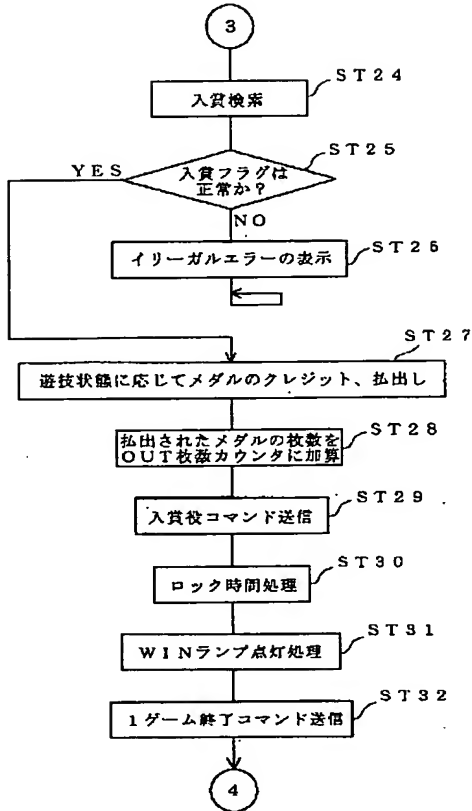 3
ST24
入賞検索
ST25
YES
入賞フラグは
正常か？
NO
ST26
イリーガルエラーの表示
ST27
遊技状態に応じてメダルのクレジット、払出し
ST28
払出されたメダルの枚数を
OUT枚数カウンタに加算
ST29
入賞役コマンド送信
ST30
ロック時間処理
ST31
WINランプ点灯処理
ST32
1ゲーム終了コマンド送信
4